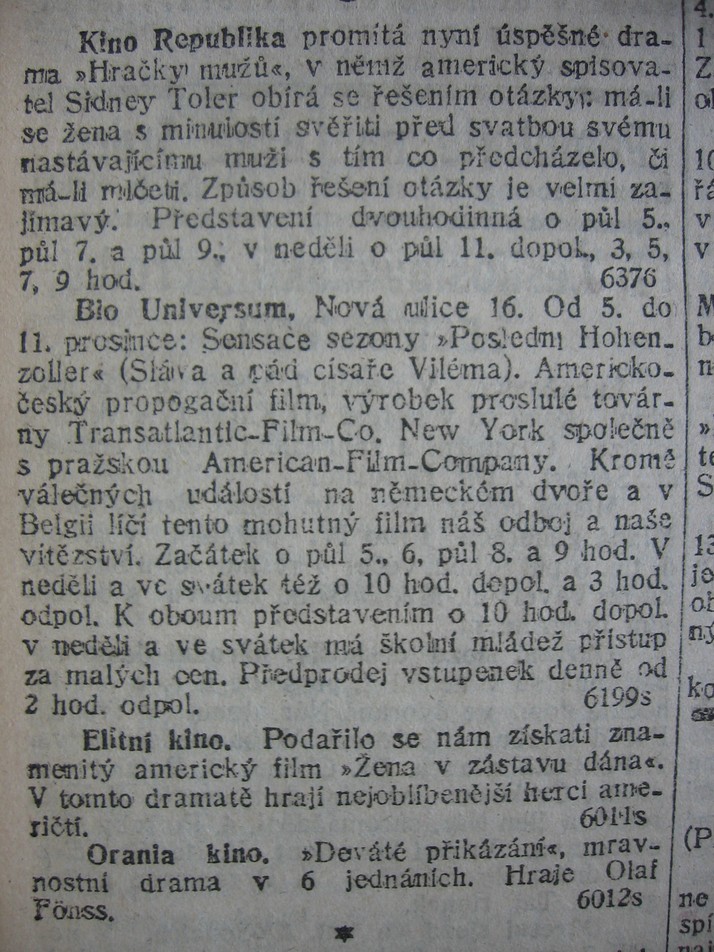 Kino Republika promítá nyní úspěšné dra-
ma »Hračky mužů«, v němž americký spisova-
tel Sidney Toler obírá se řešením otázky: má-li
se žena s minulostí svěřiti před svatbou svému
nastávajícímu muži s tím co předcházelo, či
má-li mlčeti. Způsob řešení otázky je velmi za-
jímavý. Představení dvouhodinná o půl 5.,
půl 7. a půl 9., v neděli o půl 11. dopol., 3, 5,
7, 9 hod. 6376
Bio Universum, Nová ulice 16. Od 5. do
11. prosince: Sensace sezony »Poslední Hohen-
zoller« (Sláva a pád císaře Viléma). Americko-
český propogační film, výrobek proslulé továr-
ny Transatlantic-Film-Co. New York společně
s pražskou American-Film-Company. Kromě
válečných událostí na německém dvoře a v
Belgii líčí tento mohutný film náš odboj a naše
vítězství. Začátek o půl 5., 6, půl 8. a 9 hod. V
neděli a ve svátek též o 10 hod. dopol. a 3 hod.
odpol. K oboum představením o 10 hod. dopol.
v neděli a ve svátek má školní mládež přístup
za malých cen. Předprodej vstupenek denně od
2 hod. odpol. 6199s
Elitní kino. Podařilo se nám získati zna-
menitý americký film »Žena v zástavu dána«.
V tomto dramatě hrají nejoblíbenější herci ame-
ričtí. 6011s
Orania kino. »Deváté přikázání«, mrav-
nostní drama v 6 jednáních. Hraje Olaf
Fönss. 6012s